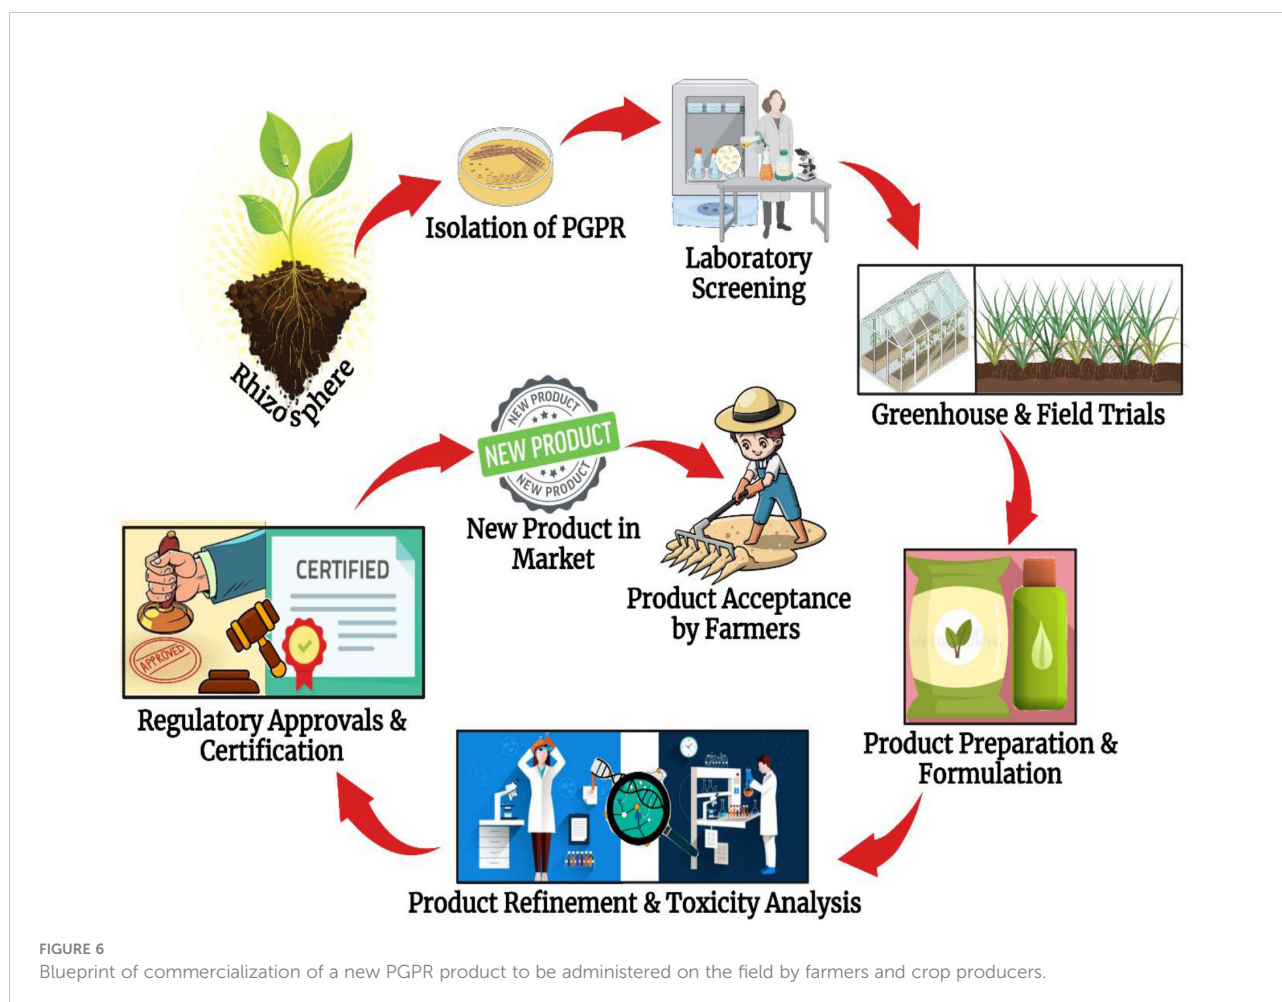 Rhizosphere
Isolation of PGPR
Laboratory
Screening
Greenhouse & Field Trials
Product Preparation &
Formulation
Product Refinement & Toxicity Analysis
CERTIFIED
APPROVED
Regulatory Approvals &
Certification
NEW PRODUCT
NEW PRODUCT
NEW PRODUCT
New Product in
Market
Product Acceptance
by Farmers
FIGURE 6
Blueprint of commercialization of a new PGPR product to be administered on the field by farmers and crop producers.